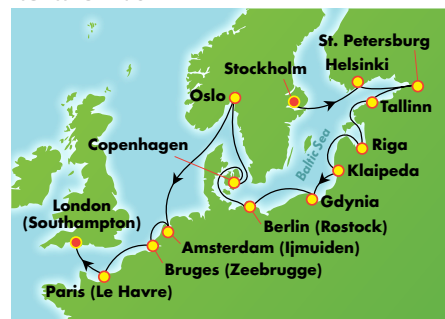 St. Petersburg
Helsinki
Stockholm
Oslo
Tallinn
Copenhagen
Baltic Sea
Riga
Klaipeda
London
(Southampton)
Gdynia
Berlin (Rostock)
Amsterdam (Ijmuiden)
Bruges (Zeebrugge)
Paris (Le Havre)